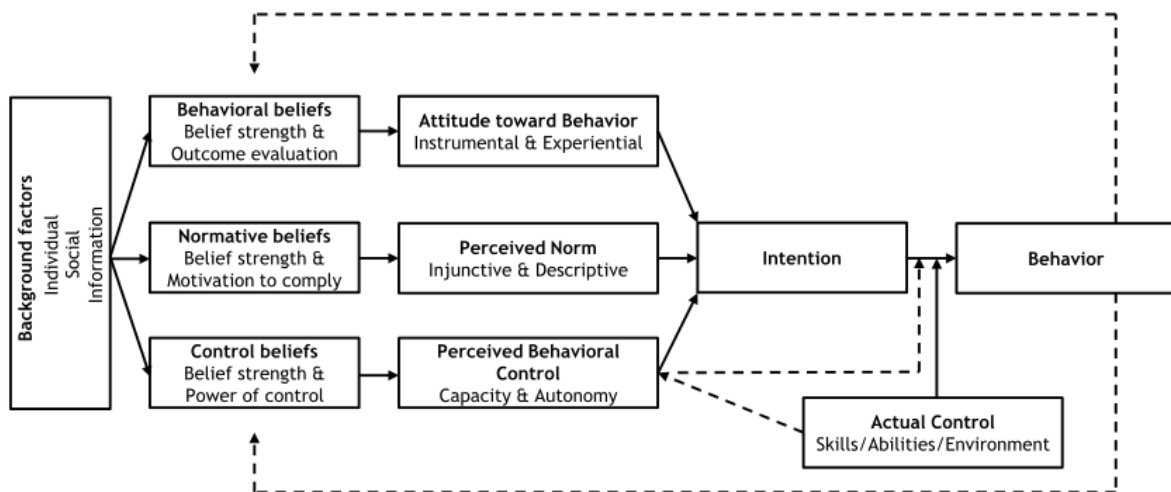 Background factors
Individual
Social
Information
Behavioral beliefs
Belief strength &
Outcome evaluation
Attitude toward Behavior
Instrumental & Experiential
Normative beliefs
Belief strength &
Motivation to comply
Perceived Norm
Injunctive & Descriptive
Intention
Behavior
Control beliefs
Belief strength &
Power of control
Perceived Behavioral
Control
Capacity & Autonomy
Actual Control
Skills/Abilities/Environment